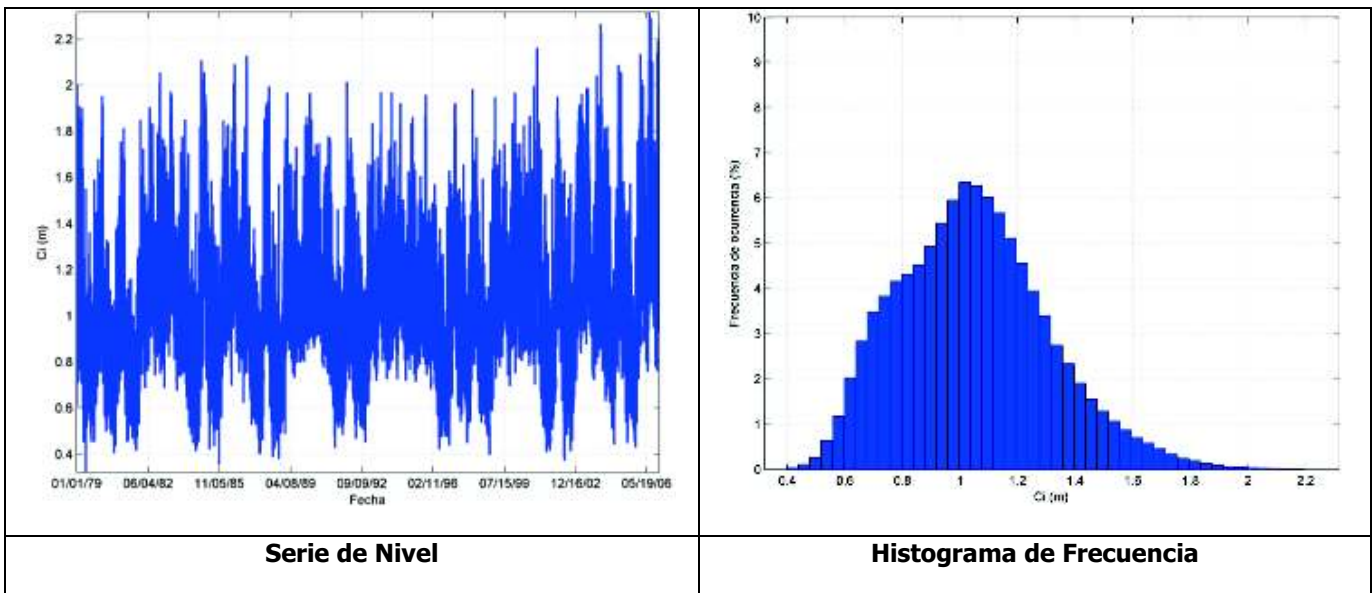 2.2
2
1.8
1.6
1.4
1.2
1
0.8
0.6
0.4
Ci (m)
01/01/79 06/04/82 11/05/85 04/08/89 09/09/92 02/11/96 07/15/99 12/16/02 05/19/06
Fecha
10
9
8
7
6
5
4
3
2
1
0
Frecuencia de ocurrencia (%)
0.4 0.6 0.8 1 1.2 1.4 1.6 1.8 2 2.2
Ci (m)
Serie de Nivel
Histograma de Frecuencia